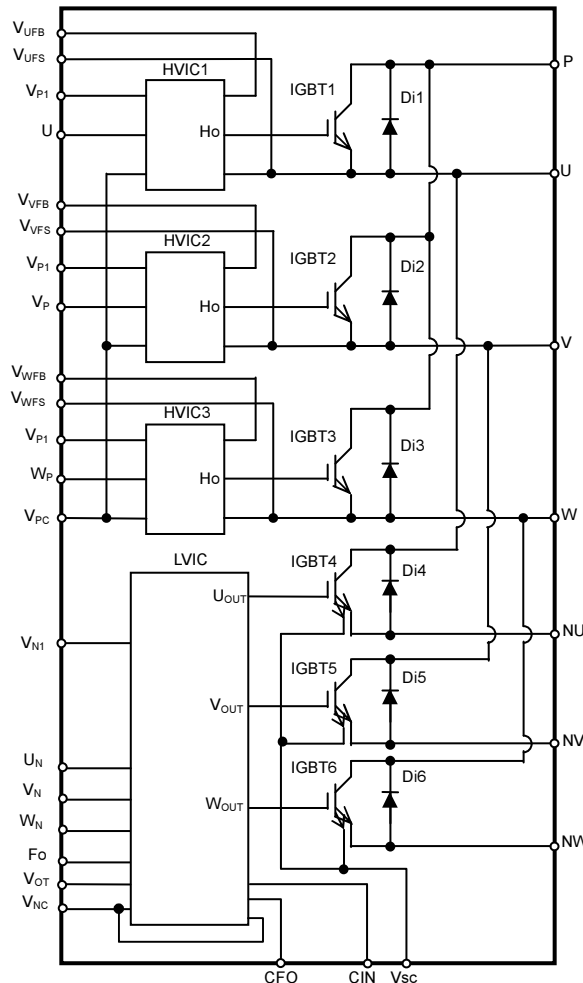 VUFB
VUFS
HVIC1
VP1
U
Ho
IGBT1
Di1
P
U
VVFB
VVFS
HVIC2
VP1
VP
Ho
IGBT2
Di2
V
VWFB
VWFS
HVIC3
VP1
WP
Ho
IGBT3
Di3
VPC
W
LVIC
UOUT
IGBT4
Di4
NU
VN1
VOUT
IGBT5
Di5
NV
UN
VN
WN
WOUT
IGBT6
Di6
NW
Fo
VOT
VNC
CFO
CIN
Vsc